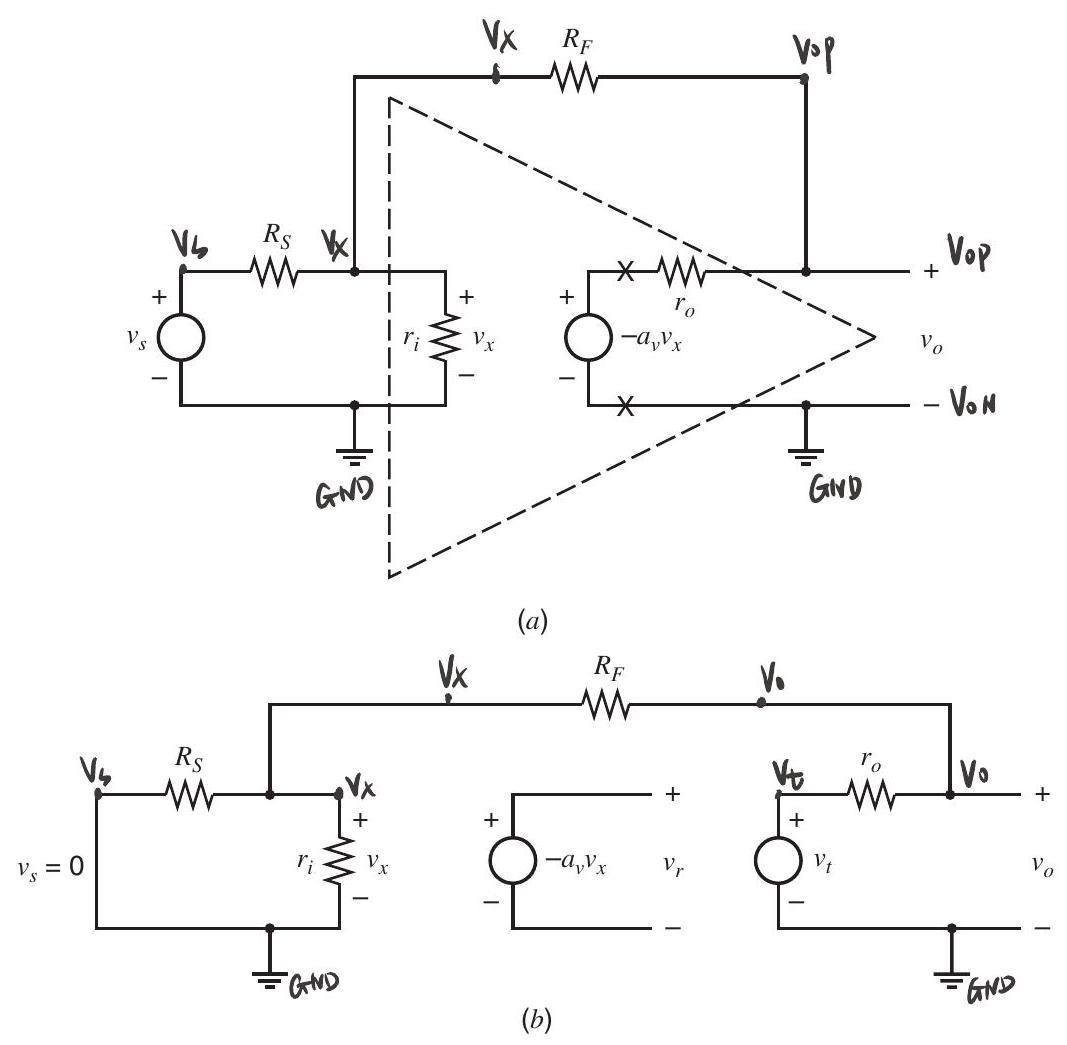 Vx R_F Vop
Vs R_S Vx Vop
+ + + +
v_s r_i v_x r_o −a_v v_x v_o
− − − − VoN
GND GND
(a)
Vx R_F Vo
Vs R_S Vx Vt r_o Vo
+ + + + + +
v_s = 0 r_i v_x −a_v v_x v_r v_t v_o
− − − − − −
GND GND
(b)